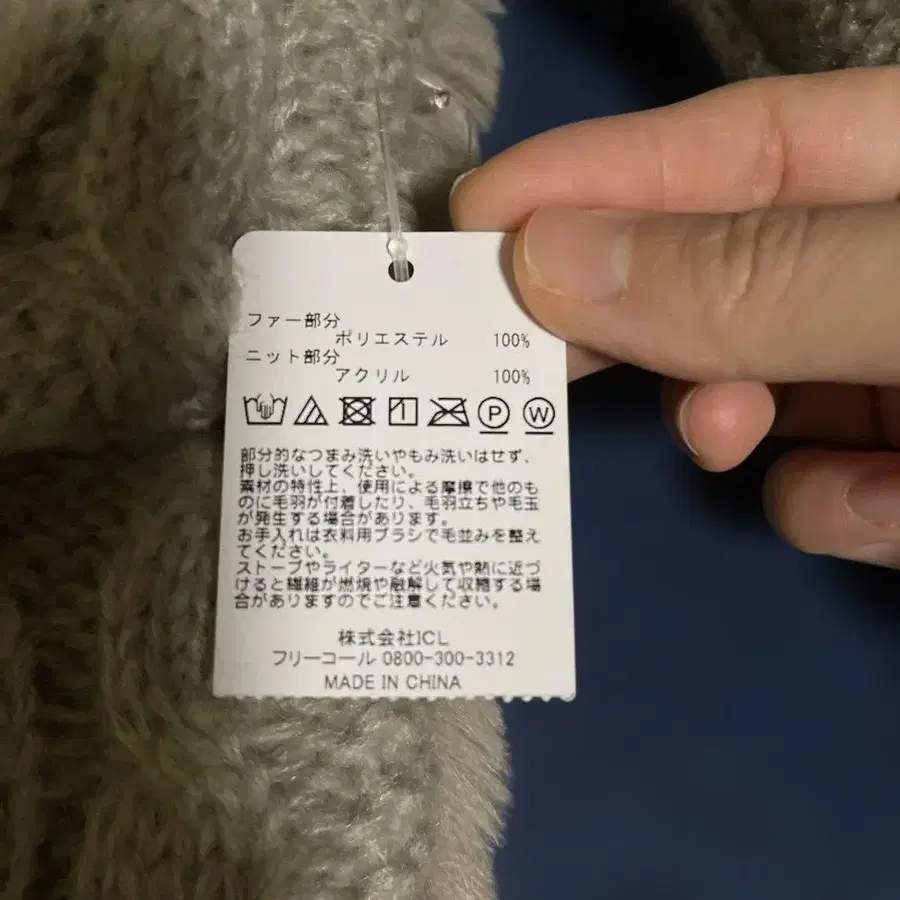 ファー部分
ポリエステル 100%
ニット部分
アクリル 100%
1 P W
部分的なつまみ洗いやもみ洗いはせず、
押し洗いしてください。
素材の特性上、使用による摩擦で他のも
のに毛羽が付着したり、毛羽立ちや毛玉
が発生する場合があります。
お手入れは衣料用ブラシで毛並みを整え
てください。
ストーブやライターなど火気や熱に近づ
けると繊維が燃焼や融解して収縮する場
合がありますのでご注意ください。
株式会社ICL
フリーコール 0800-300-3312
MADE IN CHINA